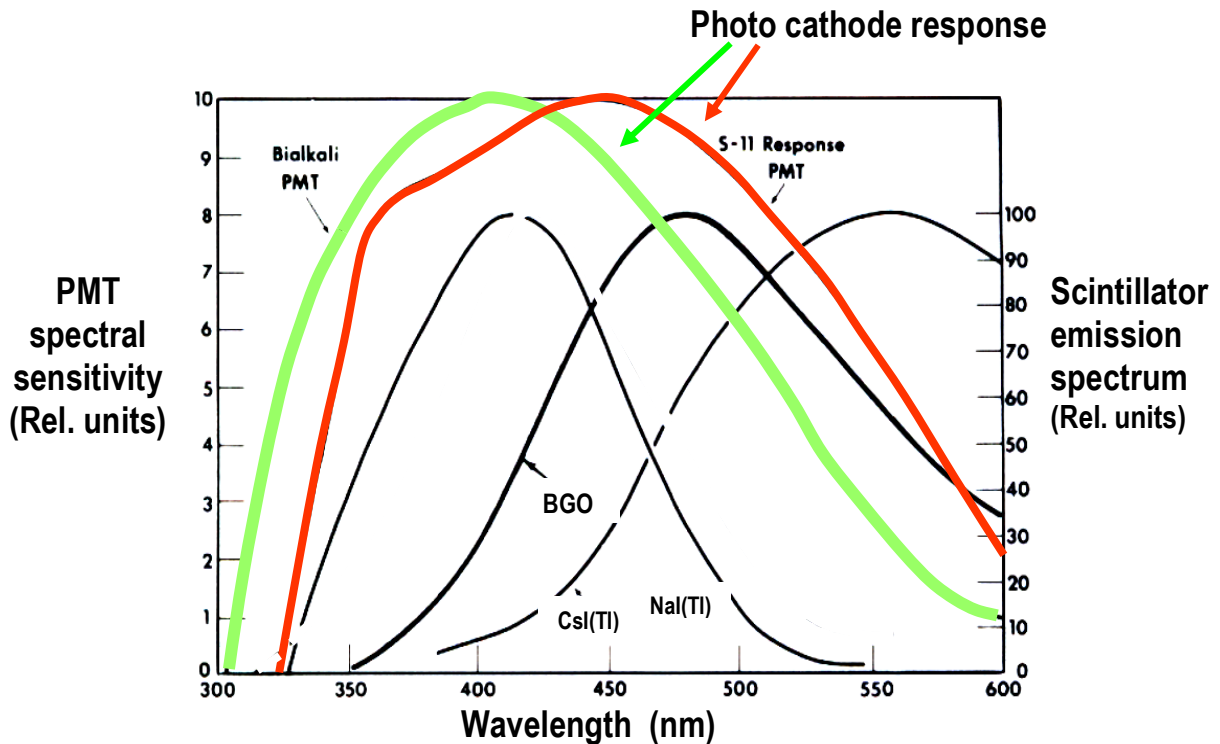 Photo cathode response
10
9
8
7
6
5
4
3
2
1
0
Bialkali
PMT
S-11 Response
PMT
PMT
spectral
sensitivity
(Rel. units)
100
90
80
70
60
50
40
30
20
10
0
Scintillator
emission
spectrum
(Rel. units)
BGO
CsI(Tl)
NaI(Tl)
300
350
400
450
500
550
600
Wavelength (nm)